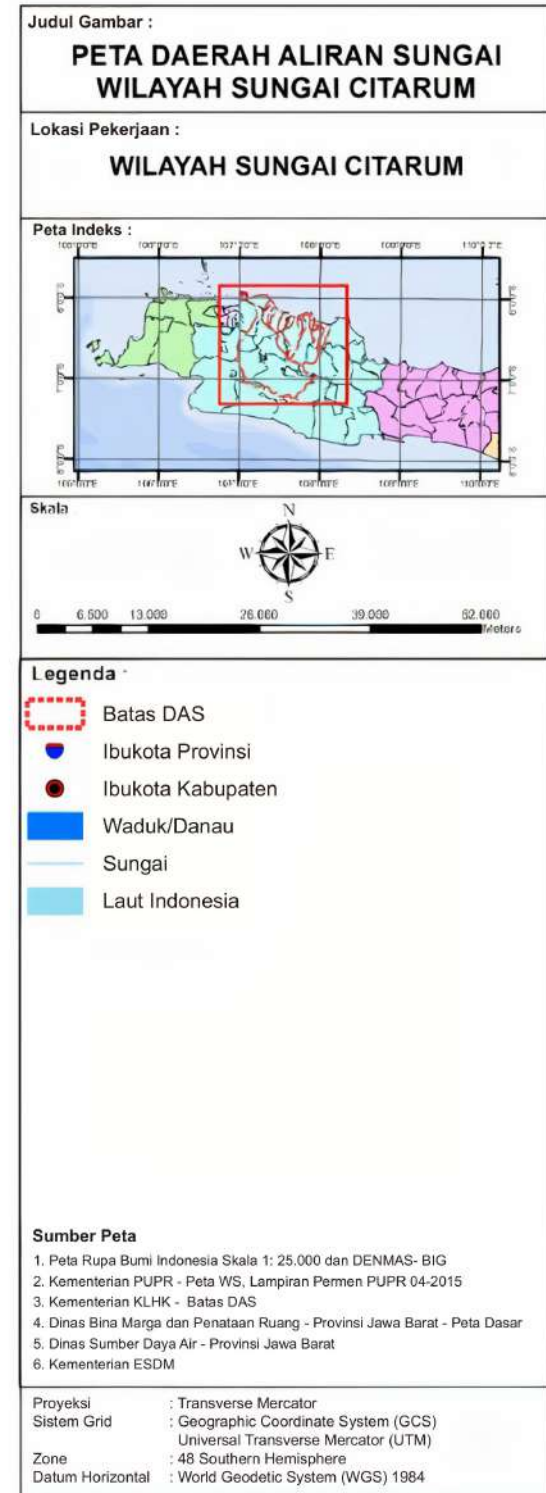 Judul Gambar :
PETA DAERAH ALIRAN SUNGAI
WILAYAH SUNGAI CITARUM
Lokasi Pekerjaan :
WILAYAH SUNGAI CITARUM
Peta Indeks :
Skala
N
W E
S
0 6.500 13.000 26.000 39.000 52.000
Meters
Legenda
Batas DAS
Ibukota Provinsi
Ibukota Kabupaten
Waduk/Danau
Sungai
Laut Indonesia
Sumber Peta
1. Peta Rupa Bumi Indonesia Skala 1: 25.000 dan DENMAS- BIG
2. Kementerian PUPR - Peta WS, Lampiran Permen PUPR 04-2015
3. Kementerian KLHK - Batas DAS
4. Dinas Bina Marga dan Penataan Ruang - Provinsi Jawa Barat - Peta Dasar
5. Dinas Sumber Daya Air - Provinsi Jawa Barat
6. Kementerian ESDM
Proyeksi : Transverse Mercator
Sistem Grid : Geographic Coordinate System (GCS)
Universal Transverse Mercator (UTM)
Zone : 48 Southern Hemisphere
Datum Horizontal : World Geodetic System (WGS) 1984